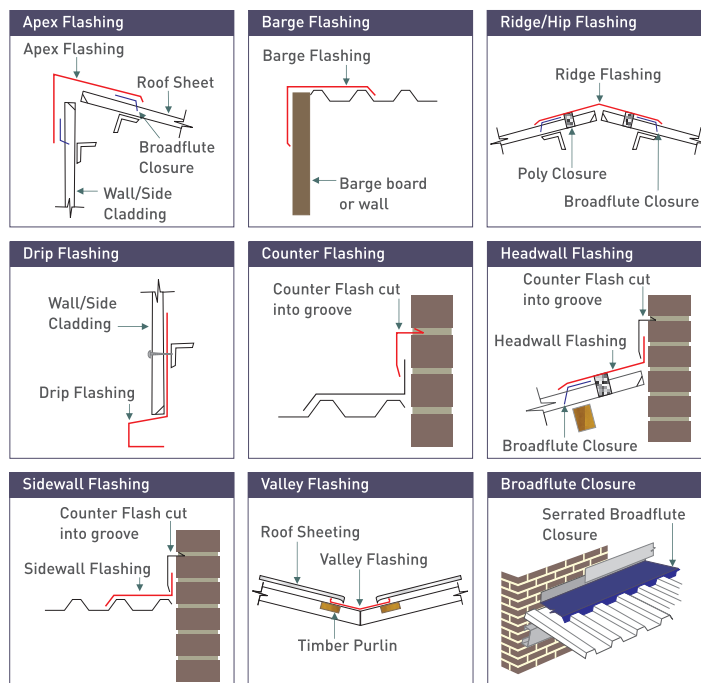 Apex Flashing
Apex Flashing
Roof Sheet
Broadflute
Closure
Wall/Side
Cladding
Barge Flashing
Barge Flashing
Barge board
or wall
Ridge/Hip Flashing
Ridge Flashing
Poly Closure
Broadflute Closure
Drip Flashing
Wall/Side
Cladding
Drip Flashing
Counter Flashing
Counter Flash cut
into groove
Headwall Flashing
Counter Flash cut
into groove
Headwall Flashing
Broadflute Closure
Sidewall Flashing
Counter Flash cut
into groove
Sidewall Flashing
Valley Flashing
Roof Sheeting
Valley Flashing
Timber Purlin
Broadflute Closure
Serrated Broadflute
Closure